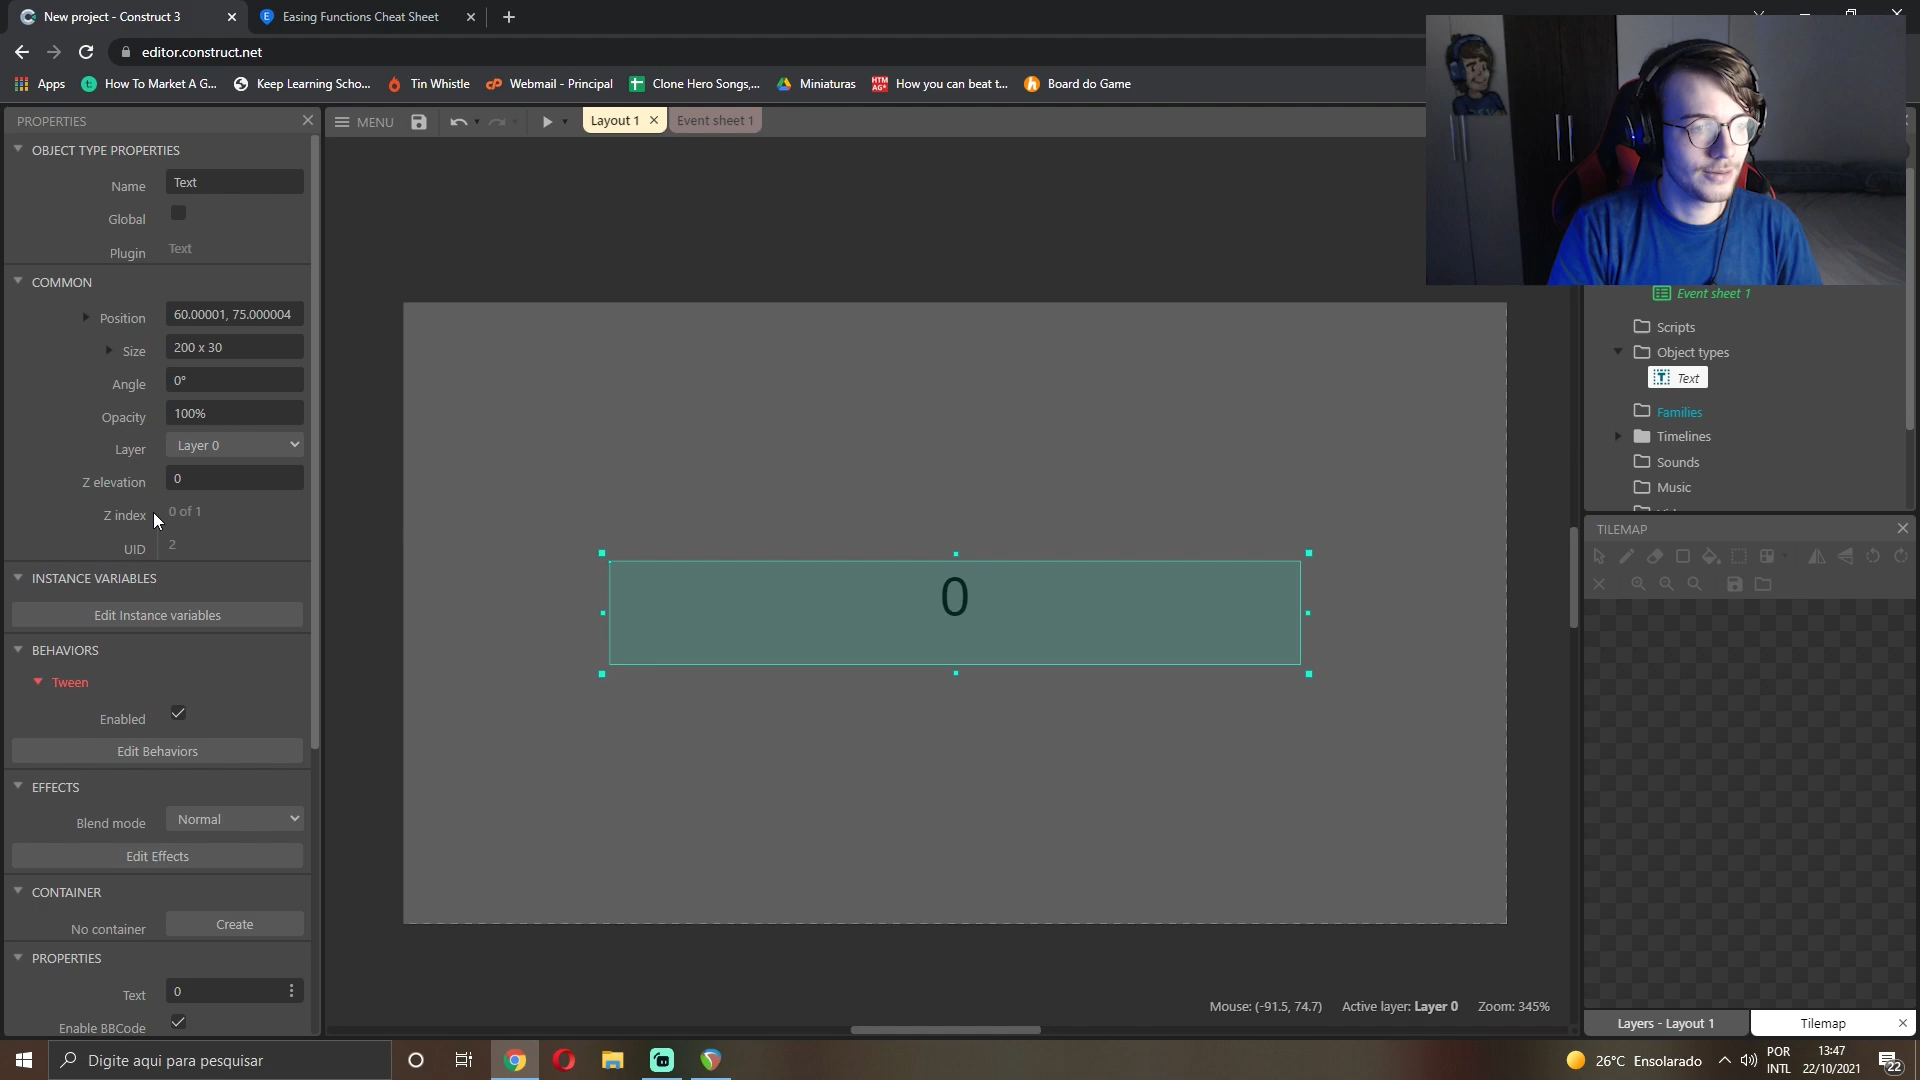 New project - Construct 3
Easing Functions Cheat Sheet
editor.construct.net
Apps
How To Market A G...
Keep Learning Scho...
Tin Whistle
Webmail - Principal
Clone Hero Songs,...
Miniaturas
How you can beat t...
Board do Game
PROPERTIES
MENU
Layout 1
Event sheet 1
OBJECT TYPE PROPERTIES
Name
Text
Global
Plugin
Text
COMMON
Position
60.00001, 75.000004
Size
200 x 30
Angle
0°
Opacity
100%
Layer
Layer 0
Z elevation
0
Z index
0 of 1
UID
2
INSTANCE VARIABLES
Edit Instance variables
BEHAVIORS
Tween
Enabled
Edit Behaviors
EFFECTS
Blend mode
Normal
Edit Effects
CONTAINER
No container
Create
PROPERTIES
Text
0
Enable BBCode
0
Mouse: (-91.5, 74.7)
Active layer: Layer 0
Zoom: 345%
Event sheet 1
Scripts
Object types
Text
Families
Timelines
Sounds
Music
TILEMAP
Layers - Layout 1
Tilemap
Digite aqui para pesquisar
26°C Ensolarado
POR
INTL
13:47
22/10/2021
22